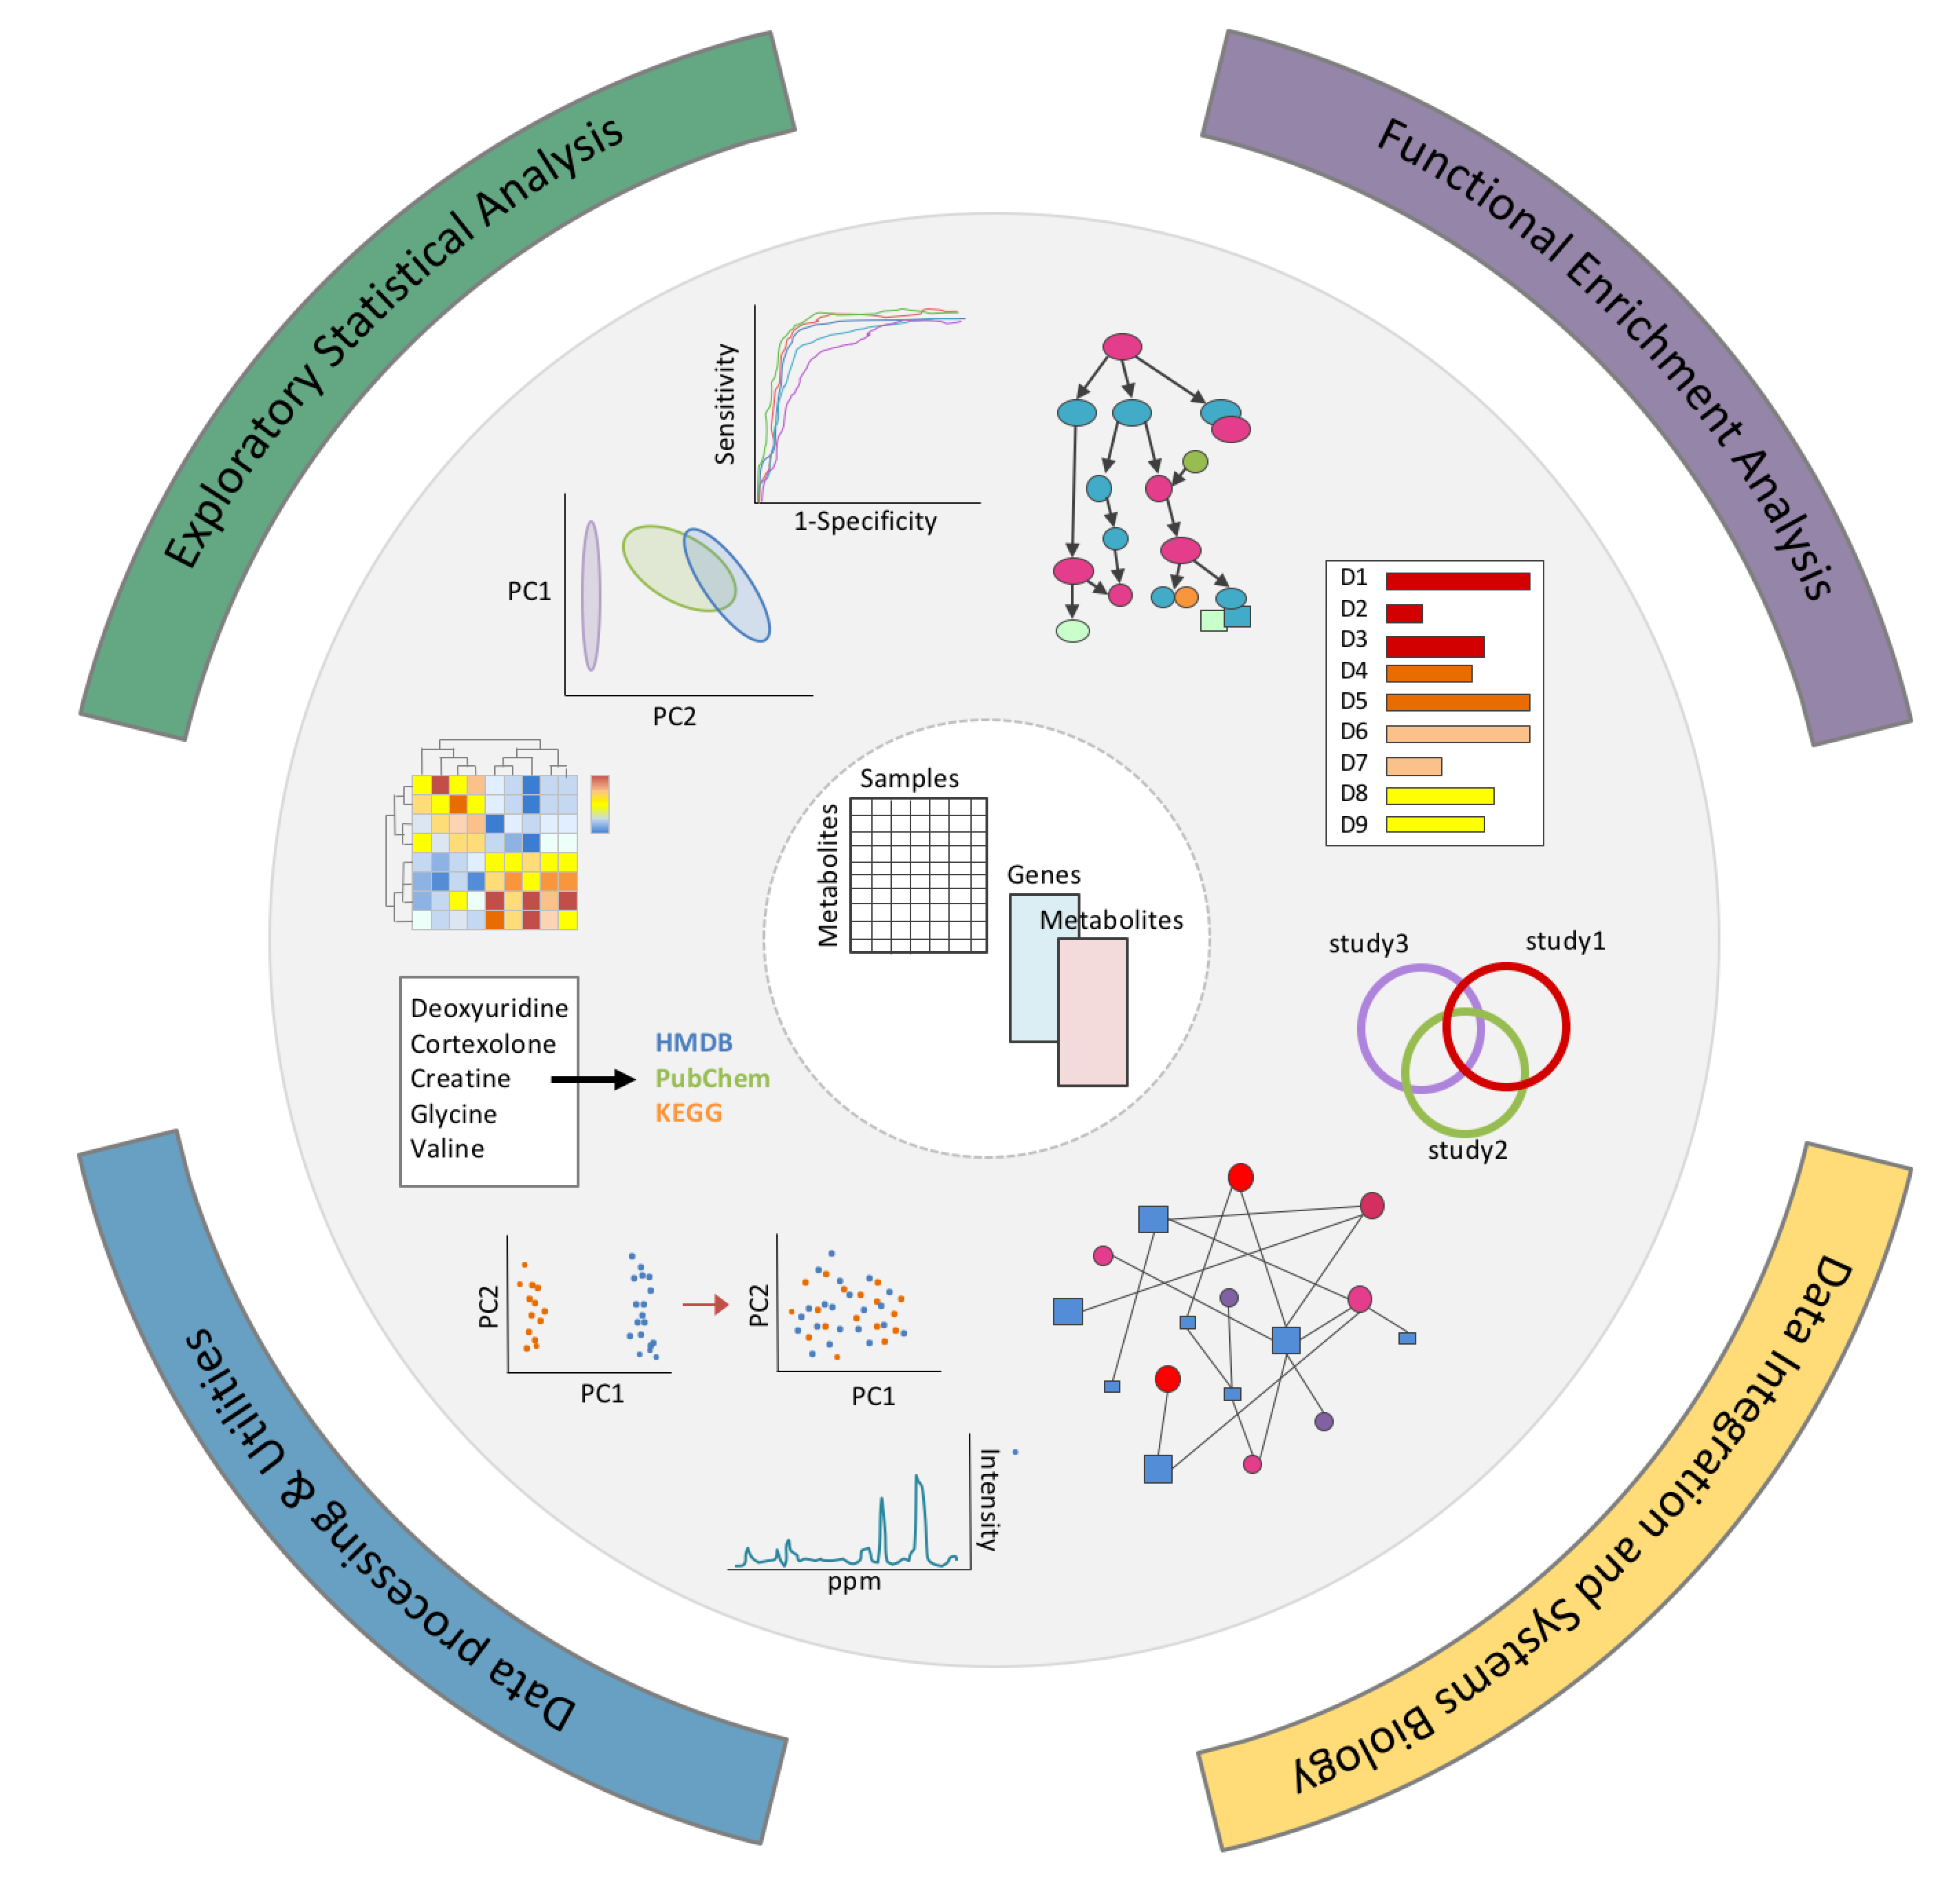 Exploratory Statistical Analysis
Functional Enrichment Analysis
Sensitivity
1-Specificity
PC1
PC2
D1
D2
D3
D4
D5
D6
D7
D8
D9
Samples
Metabolites
Genes
Metabolites
study3
study1
study2
Deoxyuridine
Cortexolone
Creatine
Glycine
Valine
HMDB
PubChem
KEGG
PC2
PC1
PC2
PC1
Intensity
ppm
Data processing & Utilities
Data Integration and Systems Biology